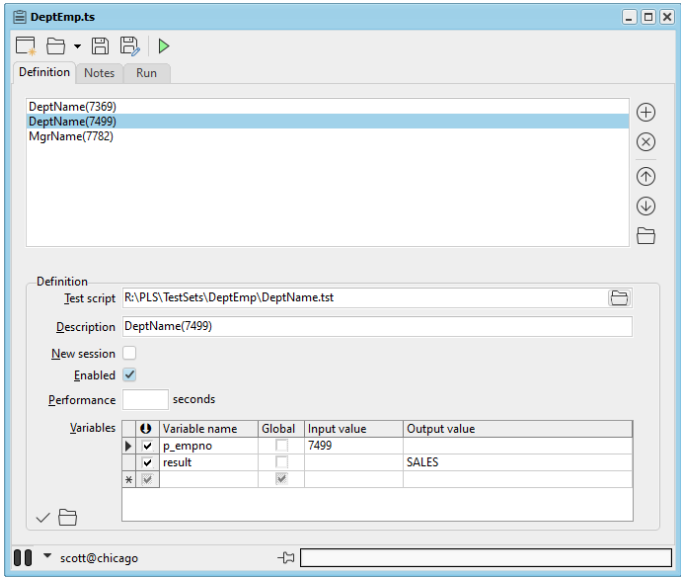 DeptEmp.ts
Definition Notes Run
DeptName(7369)
DeptName(7499)
MgrName(7782)
Definition
Test script R:\PLS\TestSets\DeptEmp\DeptName.tst
Description DeptName(7499)
New session
Enabled
Performance seconds
Variables Variable name Global Input value Output value
p_empno 7499
result SALES
scott@chicago